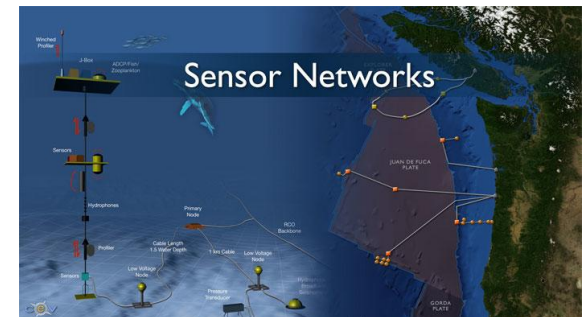 Sensor Networks
Winched
Profiler
J-Box
ADCP/Fish/
Zooplankton
Sensors
Hydrophones
Profiler
Sensors
Low Voltage
Node
Cable Length
1.5 Water Depth
Primary
Node
RCG
Backbone
1 km Cable
Low Voltage
Node
Pressure
Transducer
JUAN DE FUCA
PLATE
GORDA
PLATE